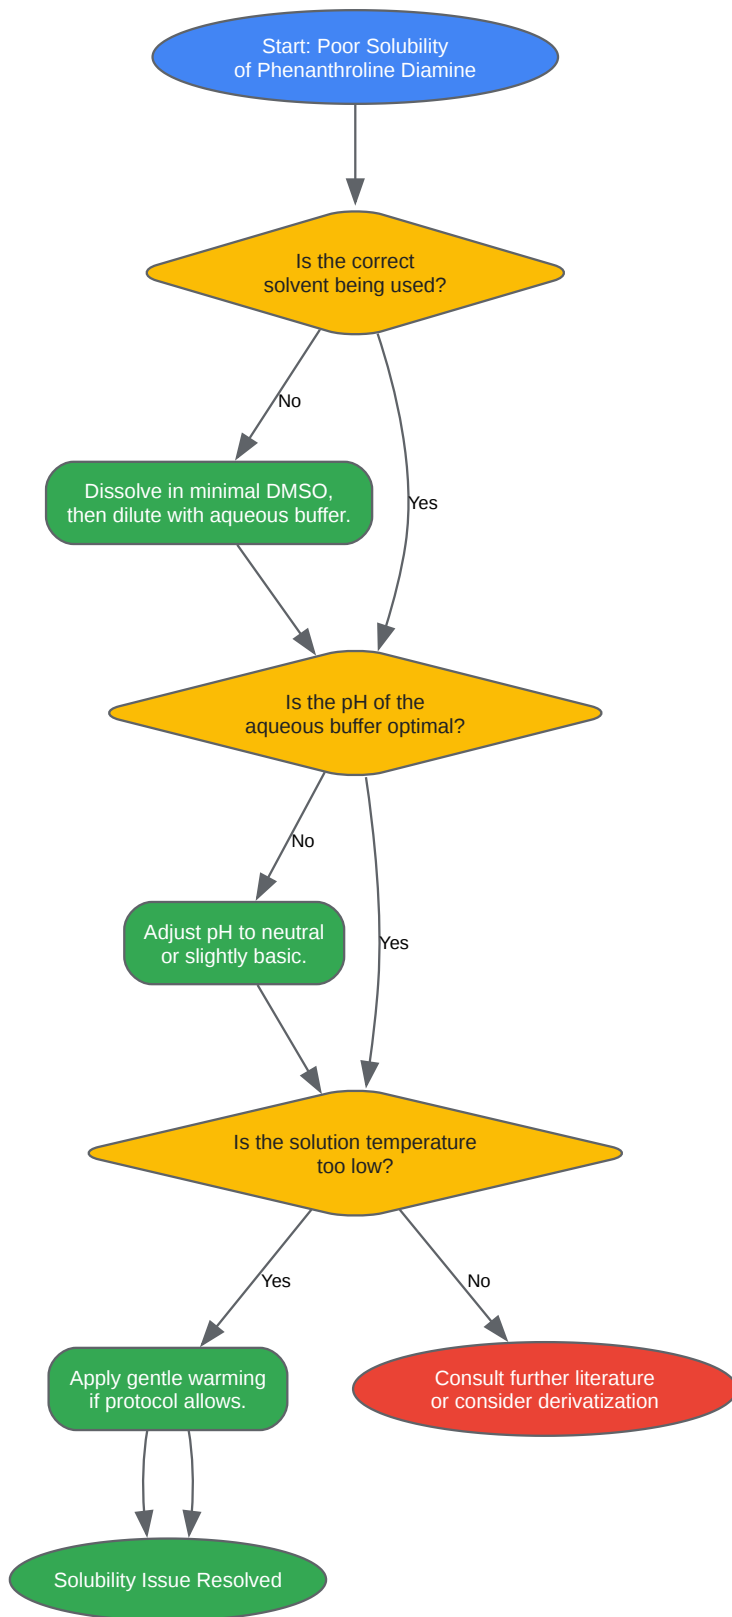 Start: Poor Solubility
of Phenanthroline Diamine
Is the correct
solvent being used?
No
Dissolve in minimal DMSO,
then dilute with aqueous buffer.
Yes
Is the pH of the
aqueous buffer optimal?
No
Adjust pH to neutral
or slightly basic.
Yes
Is the solution temperature
too low?
Yes
No
Apply gentle warming
if protocol allows.
Consult further literature
or consider derivatization
Solubility Issue Resolved